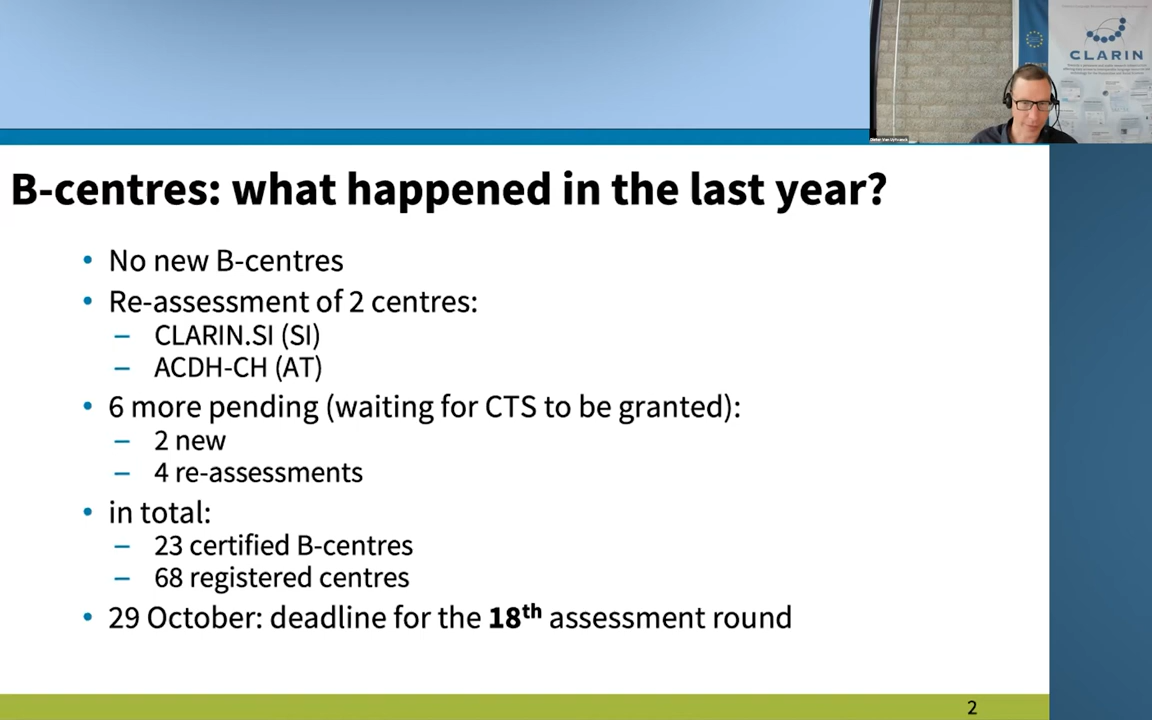 CLARIN
B-centres: what happened in the last year?
• No new B-centres
• Re-assessment of 2 centres:
– CLARIN.SI (SI)
– ACDH-CH (AT)
• 6 more pending (waiting for CTS to be granted):
– 2 new
– 4 re-assessments
• in total:
– 23 certified B-centres
– 68 registered centres
• 29 October: deadline for the 18th assessment round
2